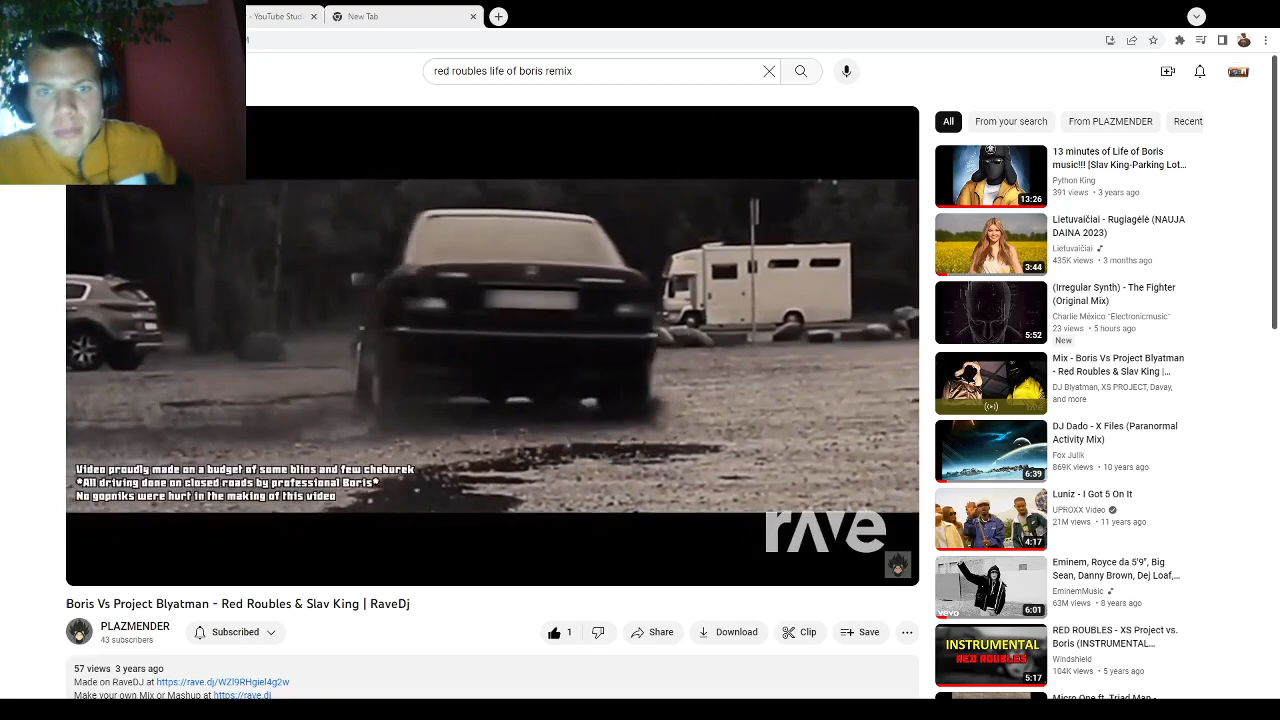 YouTube Studi
New Tab
red roubles life of boris remix
Video proudly made on a budget of some blins and few cheburek
*All driving done on closed roads by professional Boris*
No gopniks were hurt in the making of this video
rave
Boris Vs Project Blyatman - Red Roubles & Slav King | RaveDj
PLAZMENDER
43 subscribers
Subscribed
1
Share
Download
Clip
Save
57 views 3 years ago
Made on RaveDJ at https://rave.dj/WZl9RHgiel4g2w
Make your own Mix or Mashup at https://rave.dj
All
From your search
From PLAZMENDER
Recent
13:26
13 minutes of Life of Boris
music!!! [Slav King-Parking Lot...
Python King
391 views • 3 years ago
3:44
Lietuvaičiai - Rugiagėlė (NAUJA
DAINA 2023)
Lietuvaičiai
435K views • 3 months ago
5:52
(Irregular Synth) - The Fighter
(Original Mix)
Charlie México "Electronicmusic"
23 views • 5 hours ago
New
Mix - Boris Vs Project Blyatman
- Red Roubles & Slav King |...
DJ Blyatman, XS PROJECT, Davay,
and more
6:39
DJ Dado - X Files (Paranormal
Activity Mix)
Fox Julik
869K views • 10 years ago
4:17
Luniz - I Got 5 On It
UPROXX Video
21M views • 11 years ago
vevo
6:01
Eminem, Royce da 5'9", Big
Sean, Danny Brown, Dej Loaf,...
EminemMusic
63M views • 8 years ago
INSTRUMENTAL
RED ROUBLES
5:17
RED ROUBLES - XS Project vs.
Boris (INSTRUMENTAL...
Windshield
104K views • 5 years ago
Micro One ft. Triad Man -